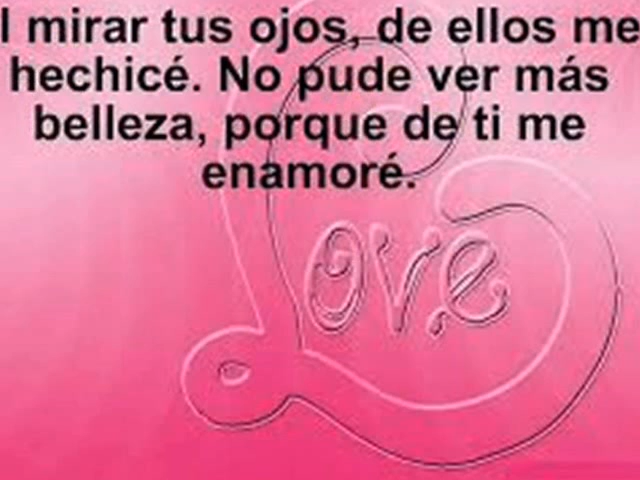 l mirar tus ojos, de ellos me
hechicé. No pude ver más
belleza, porque de ti me
enamoré.
Love